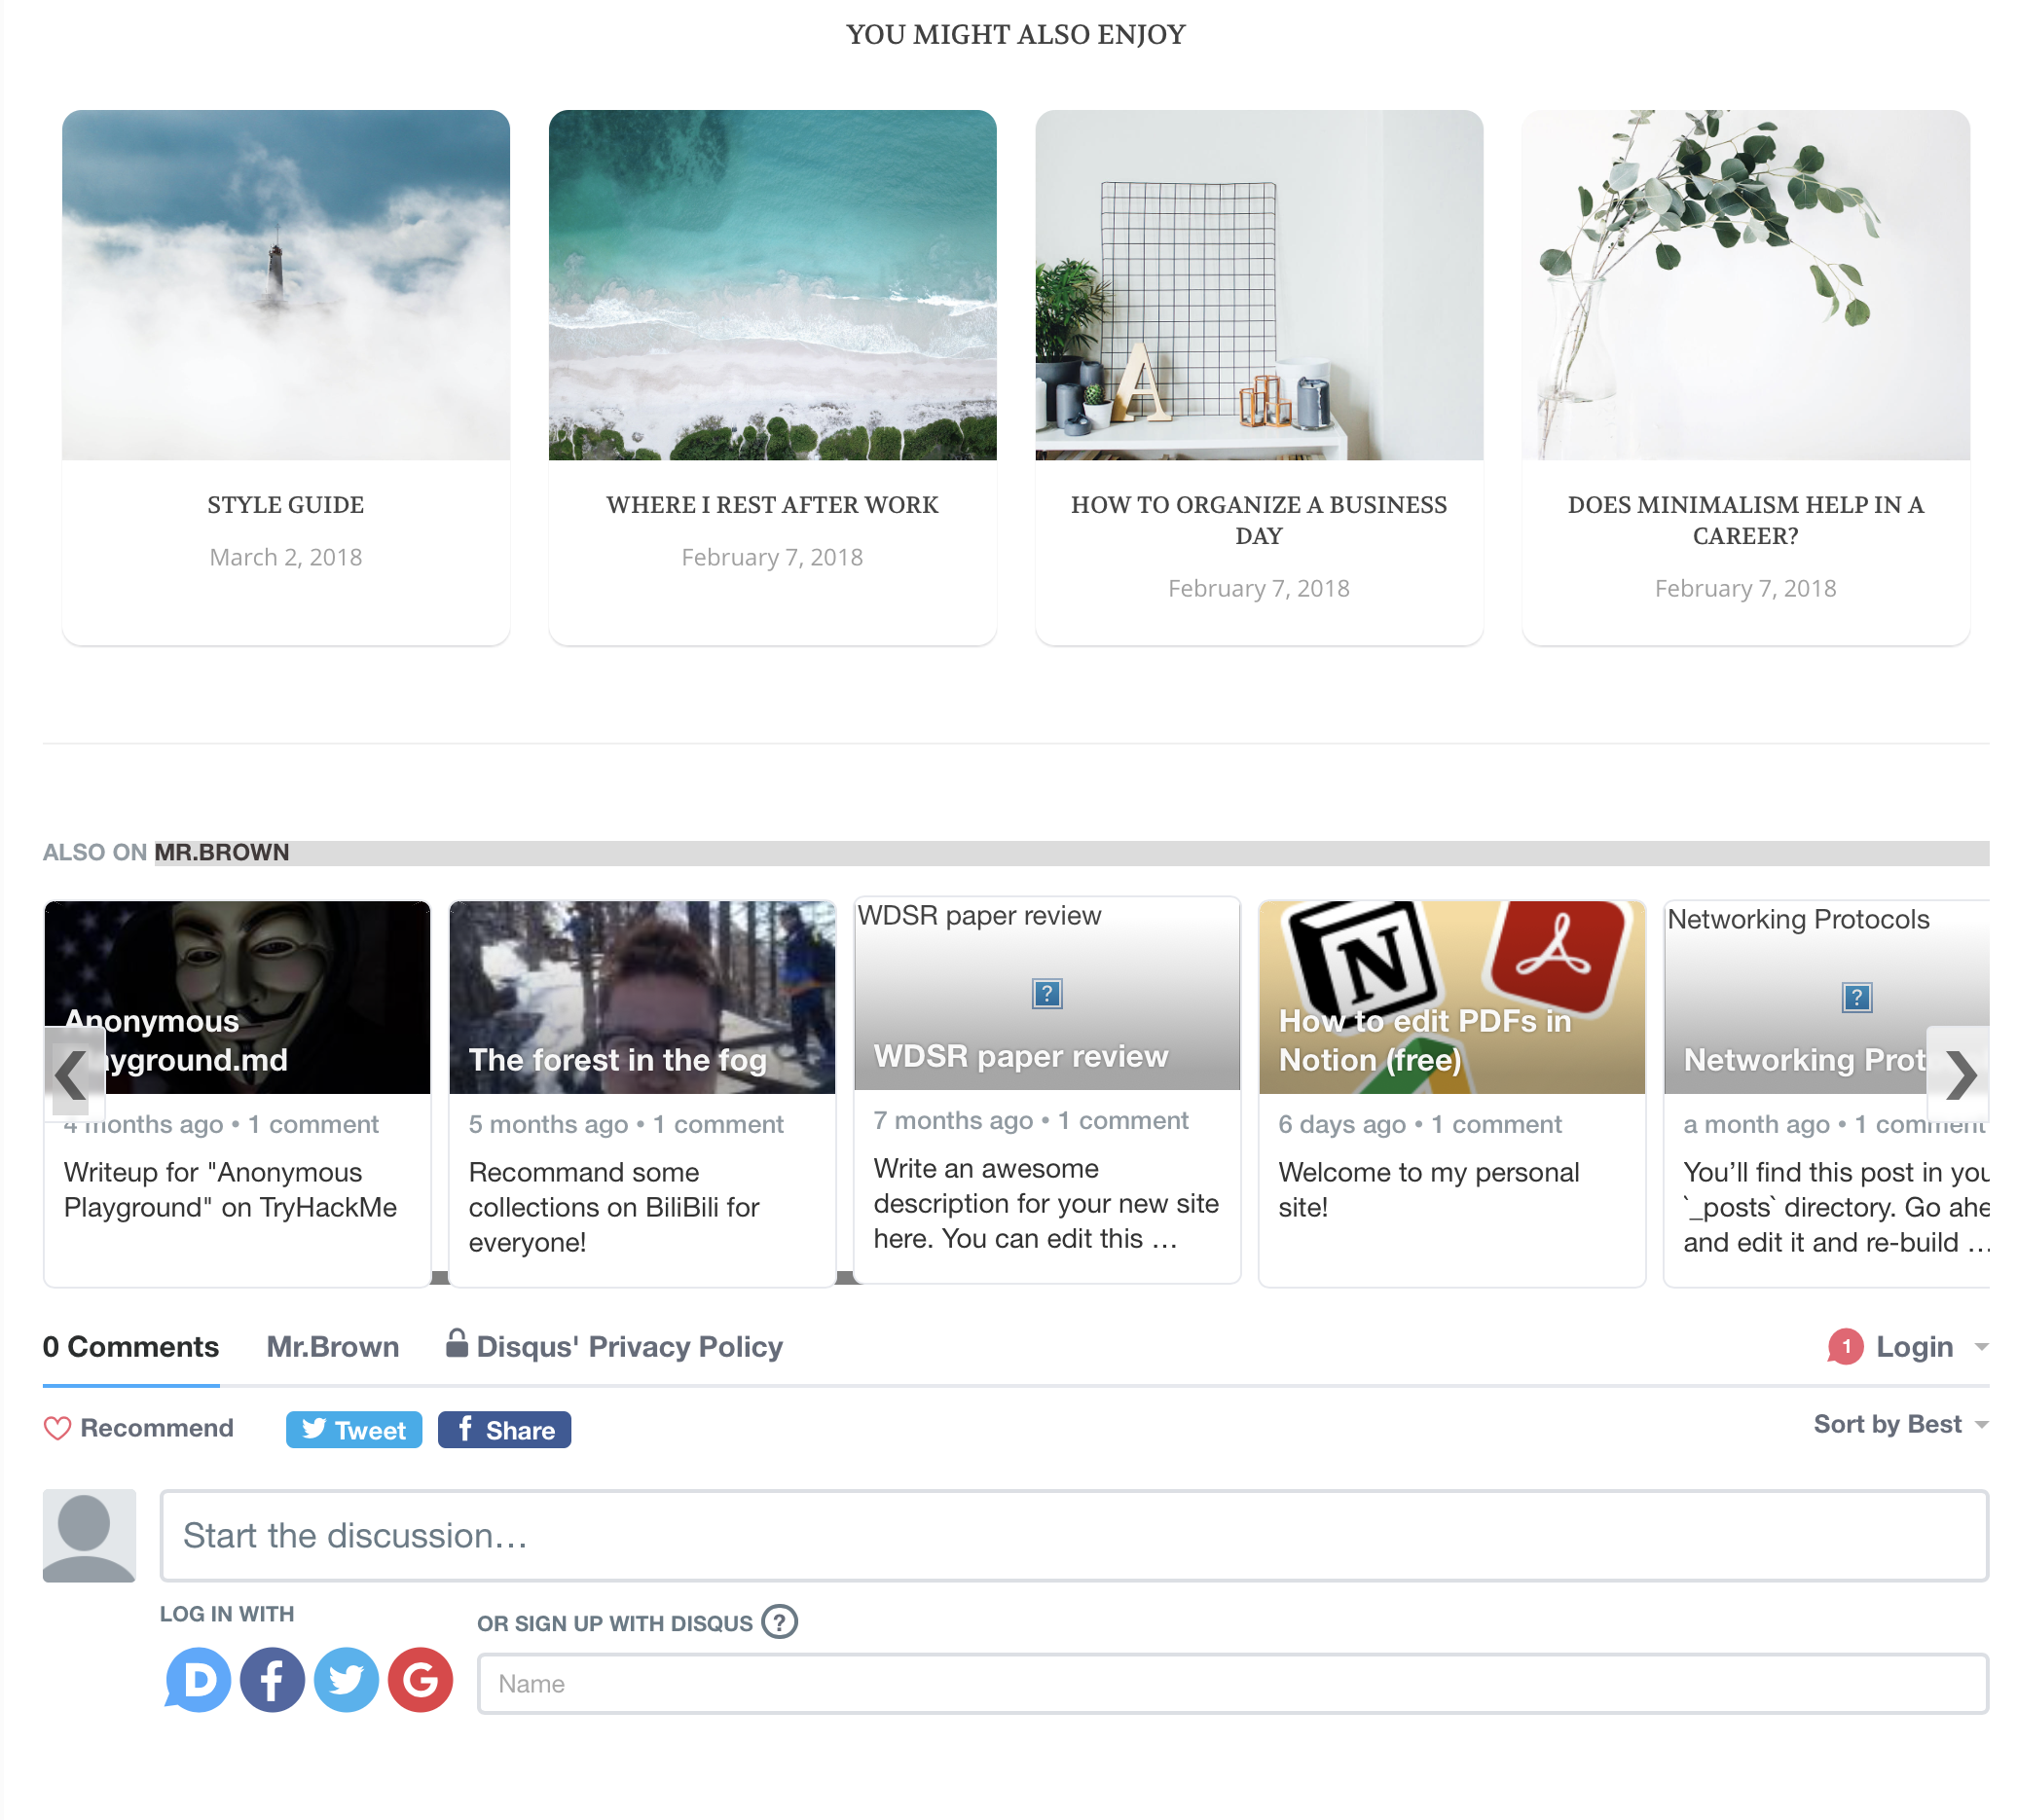 YOU MIGHT ALSO ENJOY
STYLE GUIDE
March 2, 2018
WHERE I REST AFTER WORK
February 7, 2018
HOW TO ORGANIZE A BUSINESS
DAY
February 7, 2018
DOES MINIMALISM HELP IN A
CAREER?
February 7, 2018
ALSO ON MR.BROWN
Anonymous
ayground.md
4 months ago • 1 comment
Writeup for "Anonymous
Playground" on TryHackMe
The forest in the fog
5 months ago • 1 comment
Recommand some
collections on BiliBili for
everyone!
WDSR paper review
WDSR paper review
7 months ago • 1 comment
Write an awesome
description for your new site
here. You can edit this …
How to edit PDFs in
Notion (free)
6 days ago • 1 comment
Welcome to my personal
site!
Networking Protocols
Networking Prot
a month ago • 1 comment
You’ll find this post in you
`_posts` directory. Go ahe
and edit it and re-build …
0 Comments
Mr.Brown
Disqus' Privacy Policy
1
Login
Recommend
Tweet
Share
Sort by Best
Start the discussion…
LOG IN WITH
OR SIGN UP WITH DISQUS ?
Name